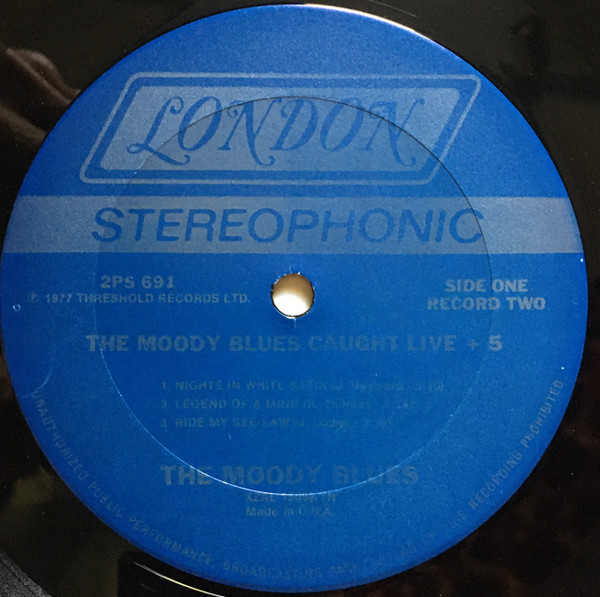 LONDON
STEREOPHONIC
2PS 691
℗ 1977 THRESHOLD RECORDS LTD.
SIDE ONE
RECORD TWO
THE MOODY BLUES CAUGHT LIVE + 5
1. NIGHTS IN WHITE SATIN
2. LEGEND OF A MIND
3. RIDE MY SEE-SAW
THE MOODY BLUES
Made in U.S.A.
UNAUTHORIZED PUBLIC PERFORMANCE, BROADCASTING AND RECORDING PROHIBITED